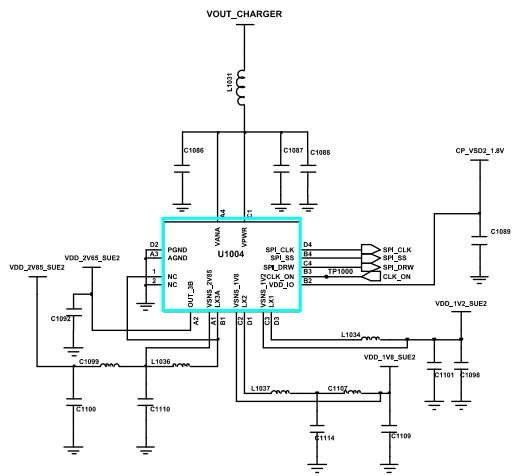 VOUT_CHARGER
L1031
C1086
C1087
C1088
CP_VSD2_1.8V
C1089
A4
C1
VANA
VPWR
U1004
D2
A3
PGND
AGND
1
2
NC
NC
SPI_CLK
SPI_SS
SPI_DRW
CLK_ON
VDD_IO
D4
B4
C4
B3
B2
TP1000
SPI_CLK
SPI_SS
SPI_DRW
CLK_ON
OUT_3B
VSNS_2V85
LX3A
VSNS_1V8
LX2
VSNS_1V2
LX1
A2
A1
B1
C2
D1
C3
D3
VDD_2V65_SUE2
VDD_2V85_SUE2
C1092
C1099
L1036
C1100
C1110
L1034
VDD_1V2_SUE2
C1101
C1098
VDD_1V8_SUE2
L1037
C1107
C1114
C1109